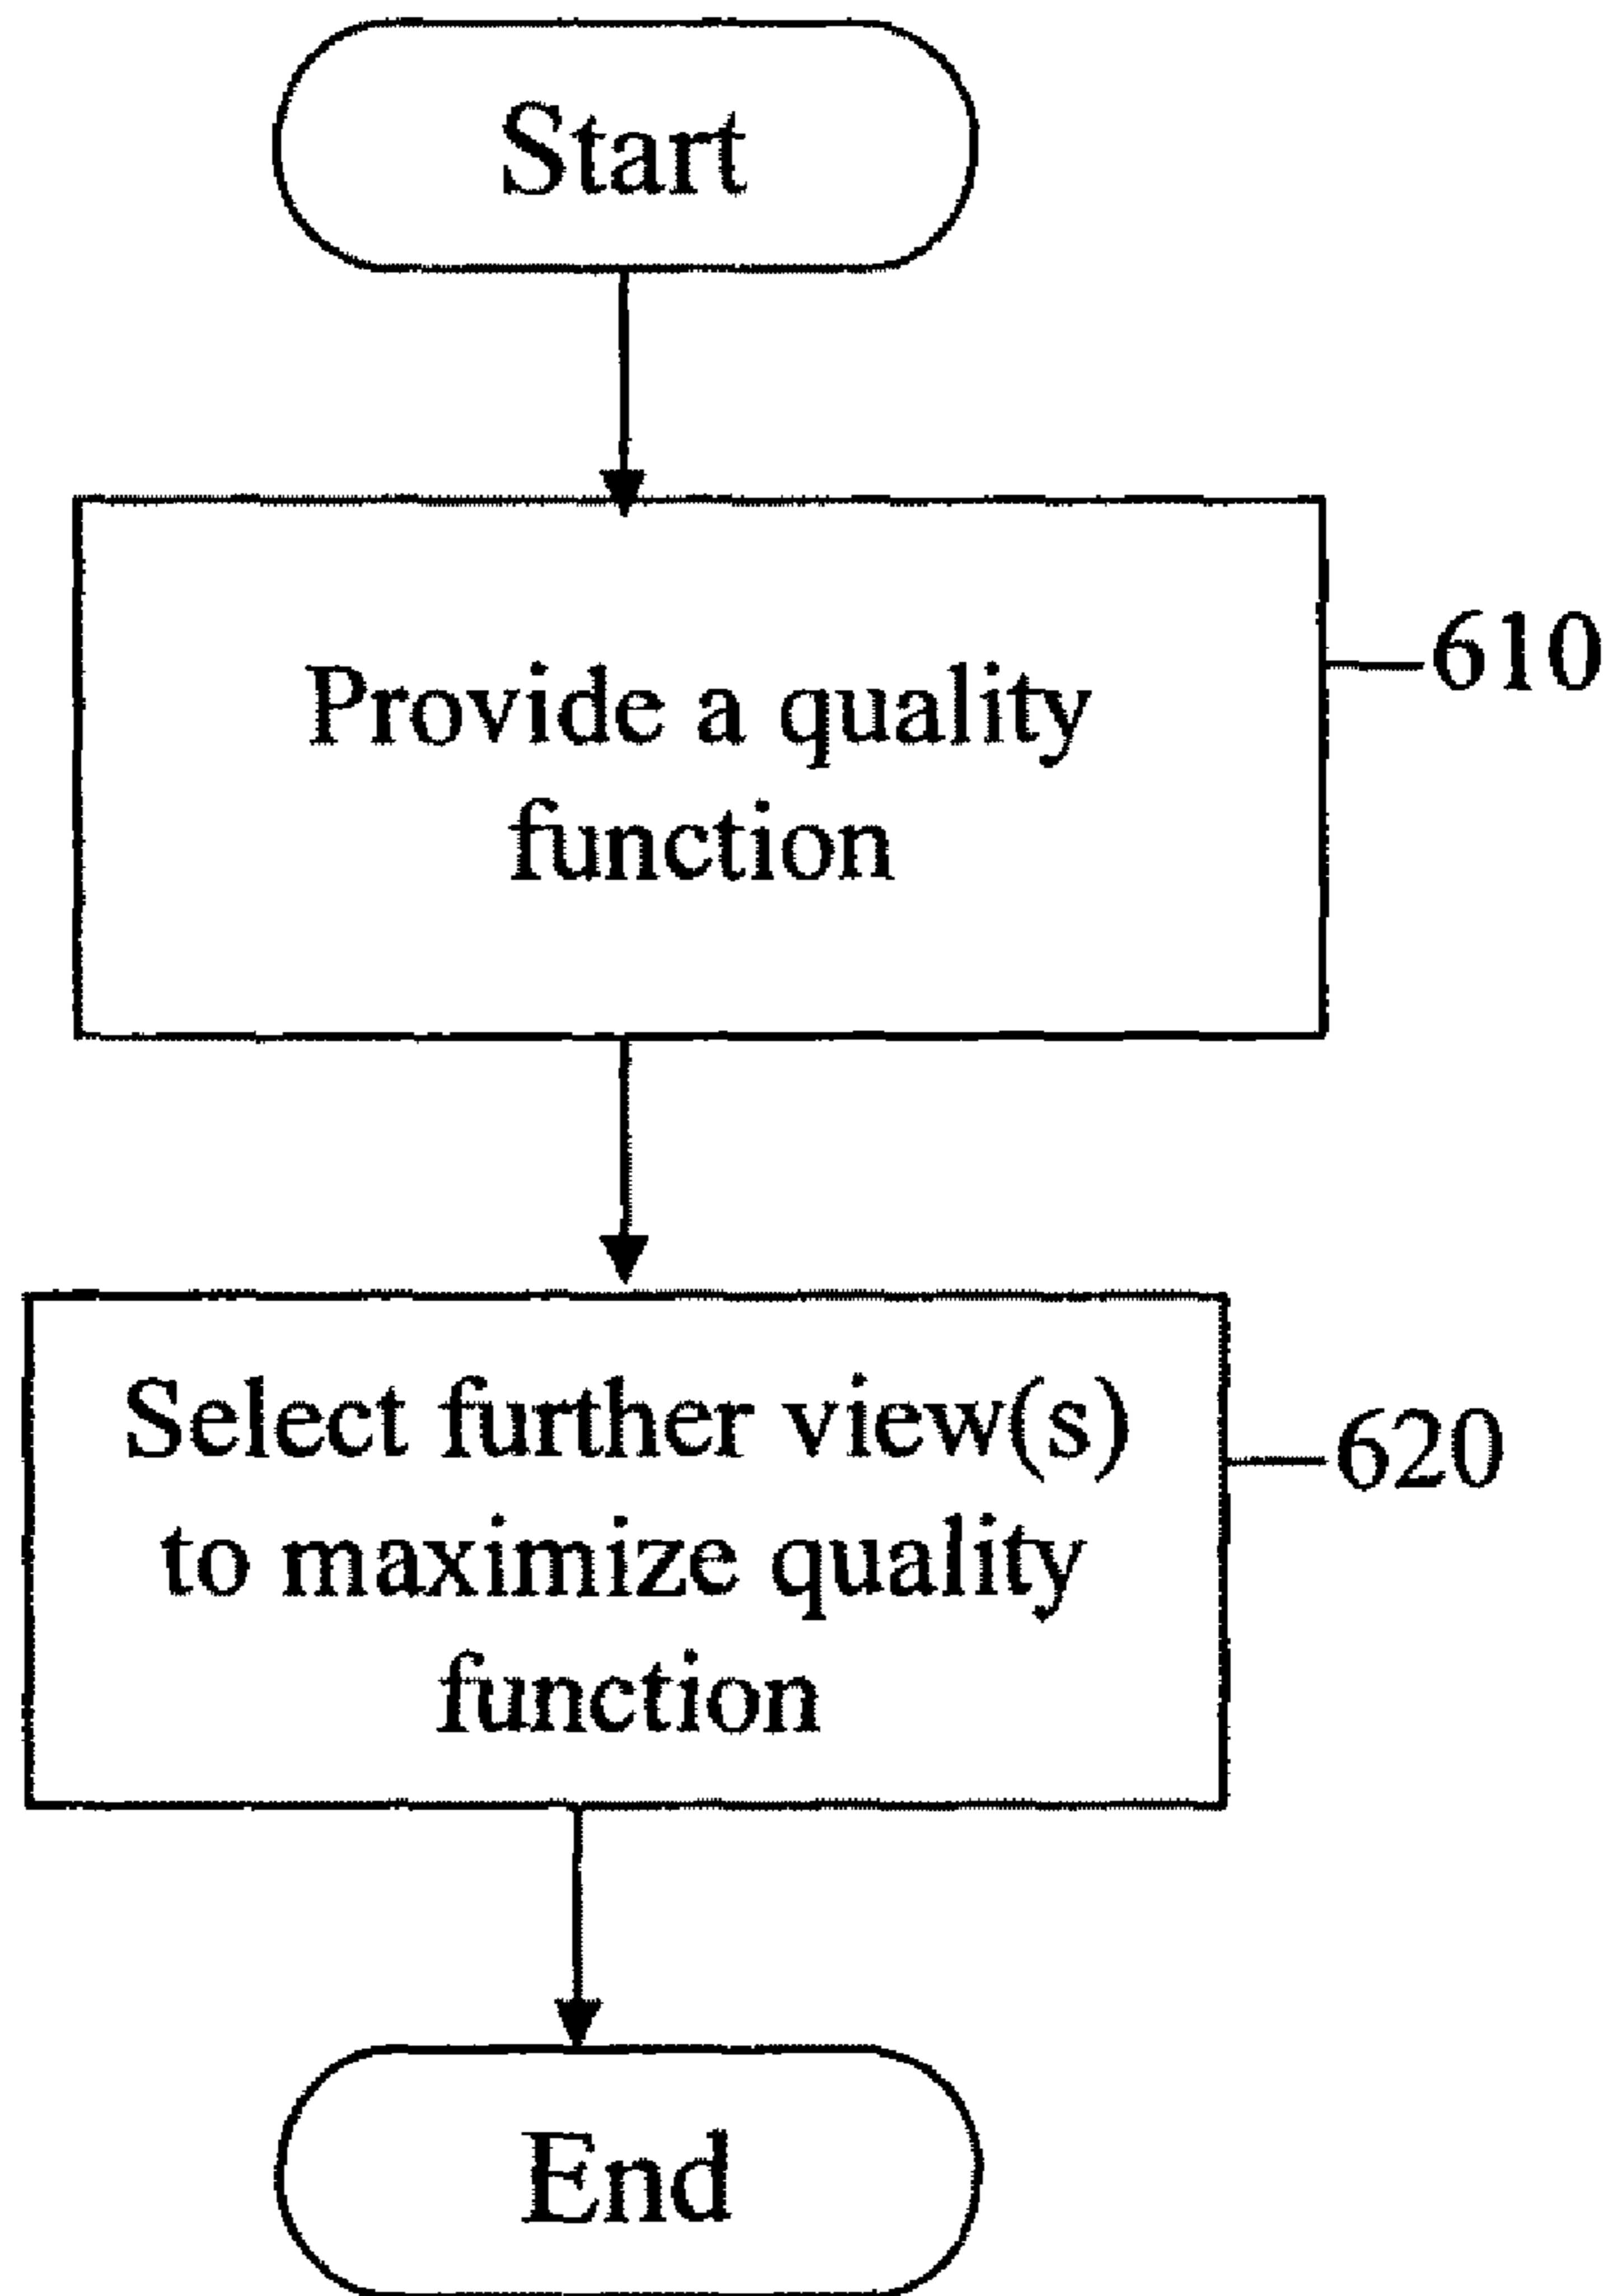 Start
Provide a quality
function
610
Select further view(s)
to maximize quality
function
620
End